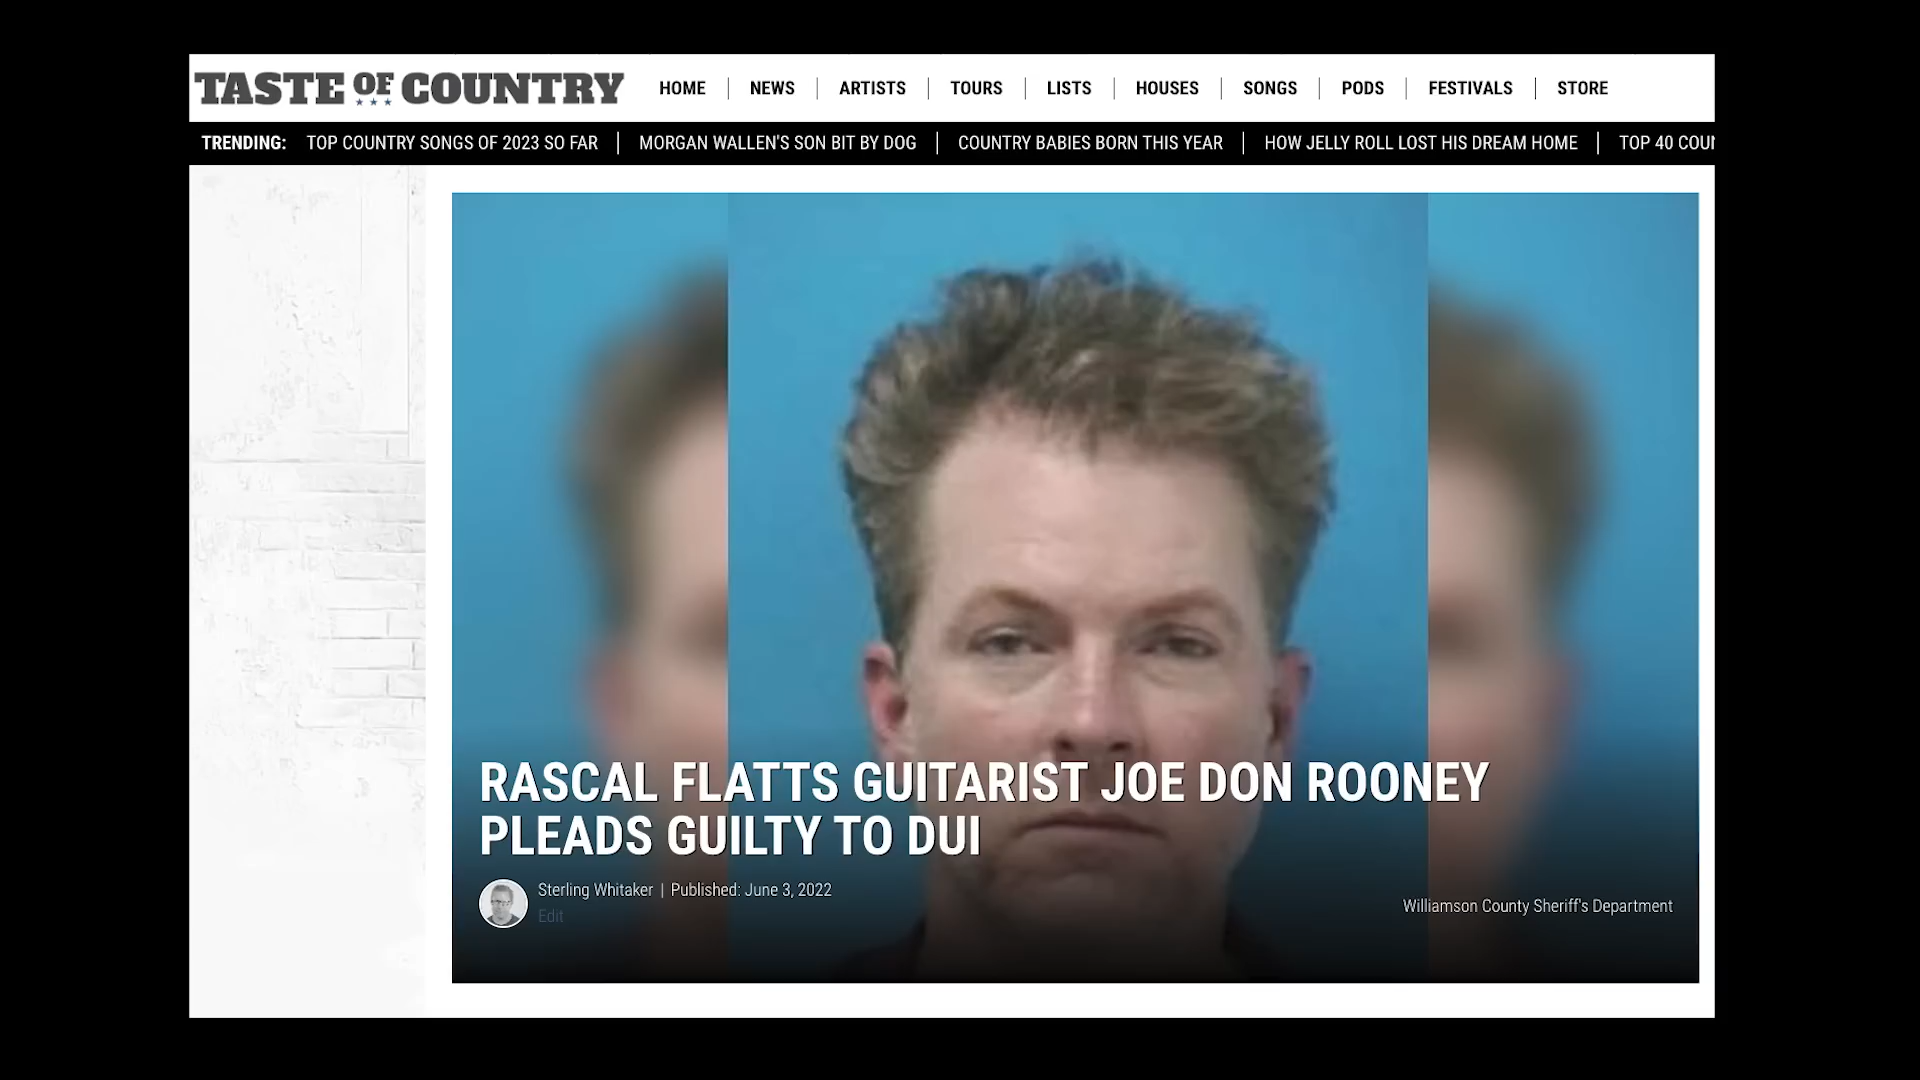 TASTE OF COUNTRY
HOME NEWS ARTISTS TOURS LISTS HOUSES SONGS PODS FESTIVALS STORE
TRENDING: TOP COUNTRY SONGS OF 2023 SO FAR MORGAN WALLEN'S SON BIT BY DOG COUNTRY BABIES BORN THIS YEAR HOW JELLY ROLL LOST HIS DREAM HOME TOP 40 COUN
RASCAL FLATTS GUITARIST JOE DON ROONEY
PLEADS GUILTY TO DUI
Sterling Whitaker | Published: June 3, 2022
Edit
Williamson County Sheriff's Department